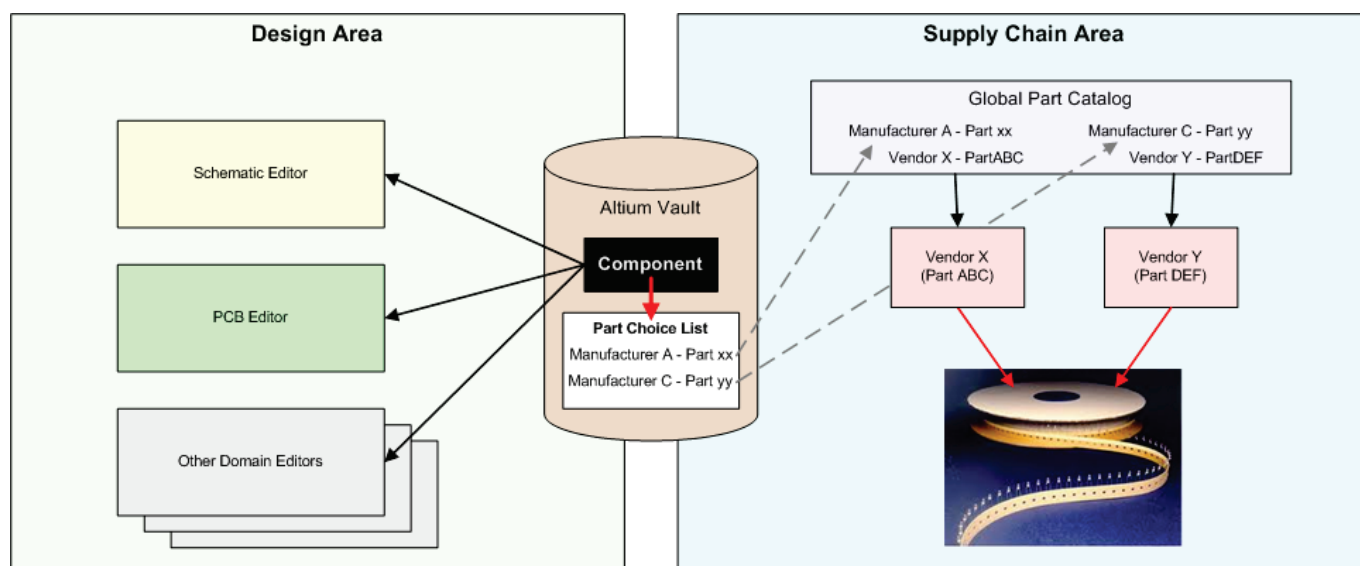 Design Area
Supply Chain Area
Schematic Editor
PCB Editor
Other Domain Editors
Altium Vault
Component
Part Choice List
Manufacturer A - Part xx
Manufacturer C - Part yy
Global Part Catalog
Manufacturer A - Part xx
Vendor X - PartABC
Manufacturer C - Part yy
Vendor Y - PartDEF
Vendor X
(Part ABC)
Vendor Y
(Part DEF)